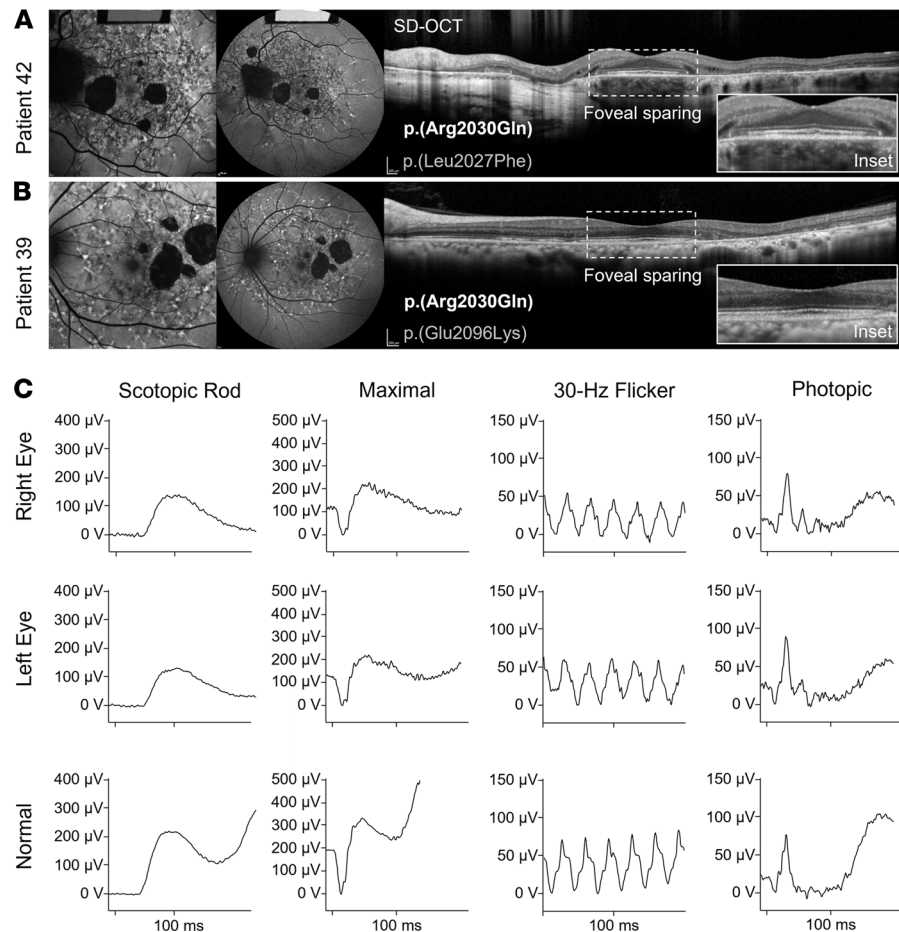 A
Patient 42
SD-OCT
Foveal sparing
p.(Arg2030Gln)
p.(Leu2027Phe)
Inset
B
Patient 39
Foveal sparing
p.(Arg2030Gln)
p.(Glu2096Lys)
Inset
C
Scotopic Rod
Maximal
30-Hz Flicker
Photopic
Right Eye
400 µV
300 µV
200 µV
100 µV
0 V
500 µV
400 µV
300 µV
200 µV
100 µV
0 V
150 µV
100 µV
50 µV
0 V
150 µV
100 µV
50 µV
0 V
Left Eye
400 µV
300 µV
200 µV
100 µV
0 V
500 µV
400 µV
300 µV
200 µV
100 µV
0 V
150 µV
100 µV
50 µV
0 V
150 µV
100 µV
50 µV
0 V
Normal
400 µV
300 µV
200 µV
100 µV
0 V
500 µV
400 µV
300 µV
200 µV
100 µV
0 V
150 µV
100 µV
50 µV
0 V
150 µV
100 µV
50 µV
0 V
100 ms
100 ms
100 ms
100 ms